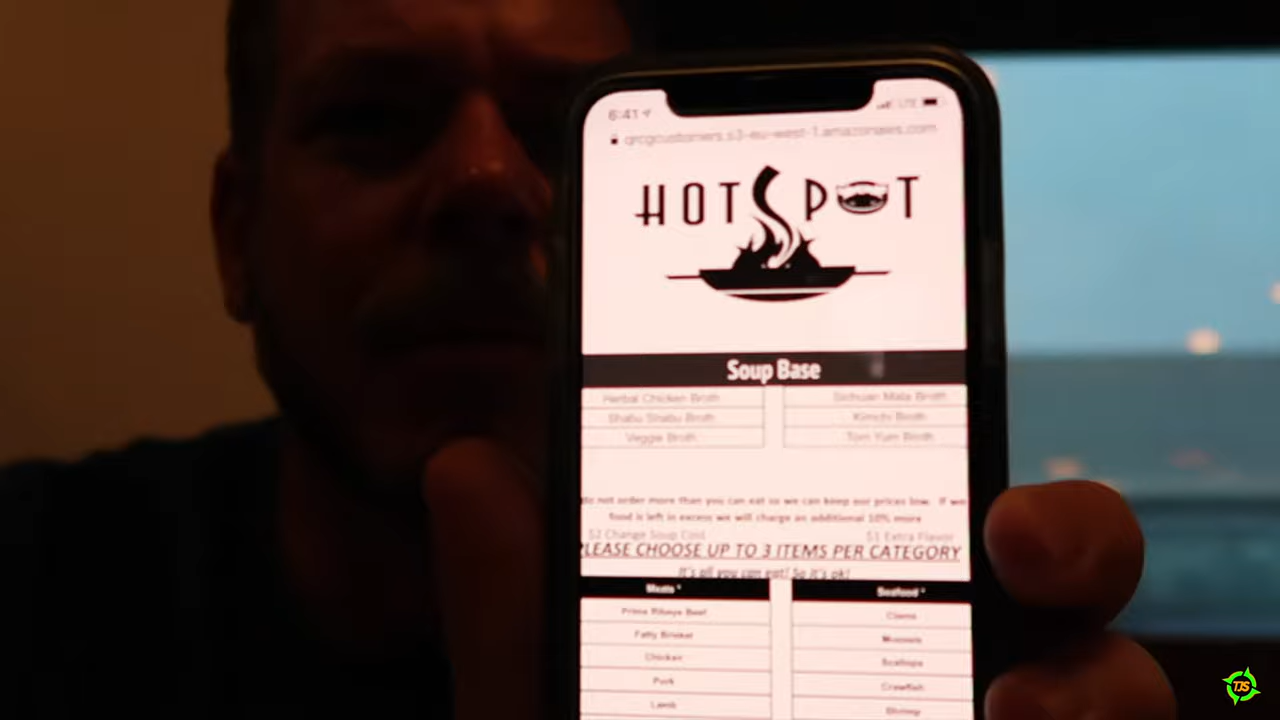 6:41
qrcgcustomers.s3-eu-west-1.amazonaws.com
HOTSPOT
Soup Base
Herbal Chicken Broth Sichuan Mala Broth
Shabu Shabu Broth Kimchi Broth
Veggie Broth Tom Yum Broth
not order more than you can eat so we can keep our prices low. If we
food is left in excess we will charge an additional 10% more
$2 Change Soup Cost $1 Extra Flavor
PLEASE CHOOSE UP TO 3 ITEMS PER CATEGORY
It's all you can eat! So it's ok!
Meats * Seafood *
Prime Ribeye Beef Clams
Fatty Brisket Mussels
Chicken Scallops
Pork Crawfish
Lamb Shrimp
TJS